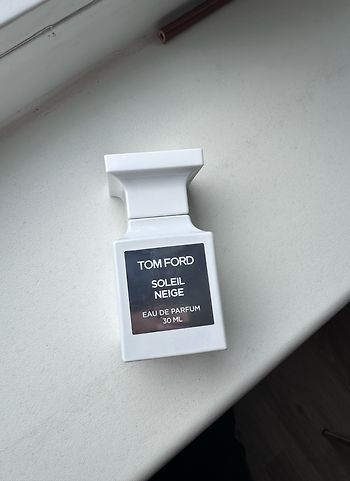 TOM FORD
SOLEIL
NEIGE
EAU DE PARFUM
30 ML